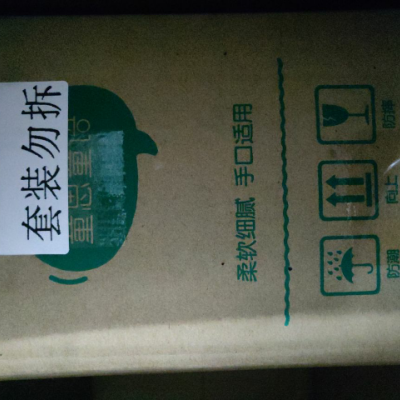 套装勿拆
柔软细腻 手口适用
防摔
向上
防潮